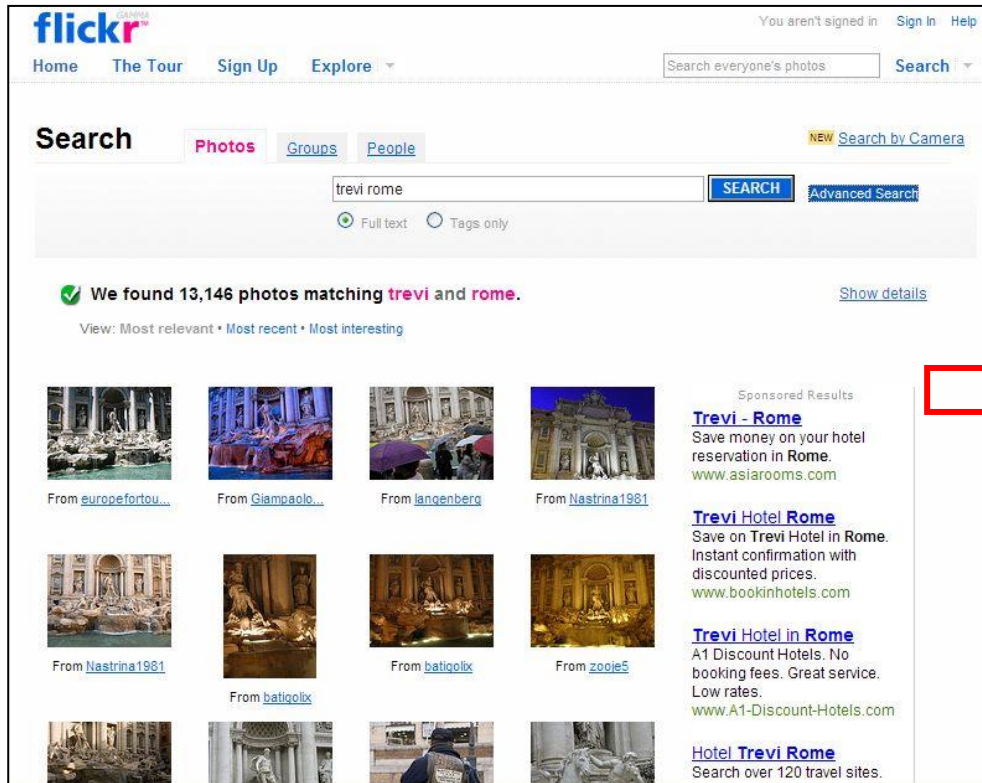 flickr™ GAMMA
You aren't signed in Sign In Help
Home The Tour Sign Up Explore
Search everyone's photos Search
Search Photos Groups People
NEW Search by Camera
trevi rome SEARCH Advanced Search
Full text Tags only
We found 13,146 photos matching trevi and rome.
Show details
View: Most relevant • Most recent • Most interesting
From europefortou...
From Giampaolo...
From langenberg
From Nastrina1981
From Nastrina1981
From batigolix
From batigolix
From zooje5
Sponsored Results
Trevi - Rome
Save money on your hotel
reservation in Rome.
www.asiarooms.com
Trevi Hotel Rome
Save on Trevi Hotel in Rome.
Instant confirmation with
discounted prices.
www.bookinhotels.com
Trevi Hotel in Rome
A1 Discount Hotels. No
booking fees. Great service.
Low rates.
www.A1-Discount-Hotels.com
Hotel Trevi Rome
Search over 120 travel sites.